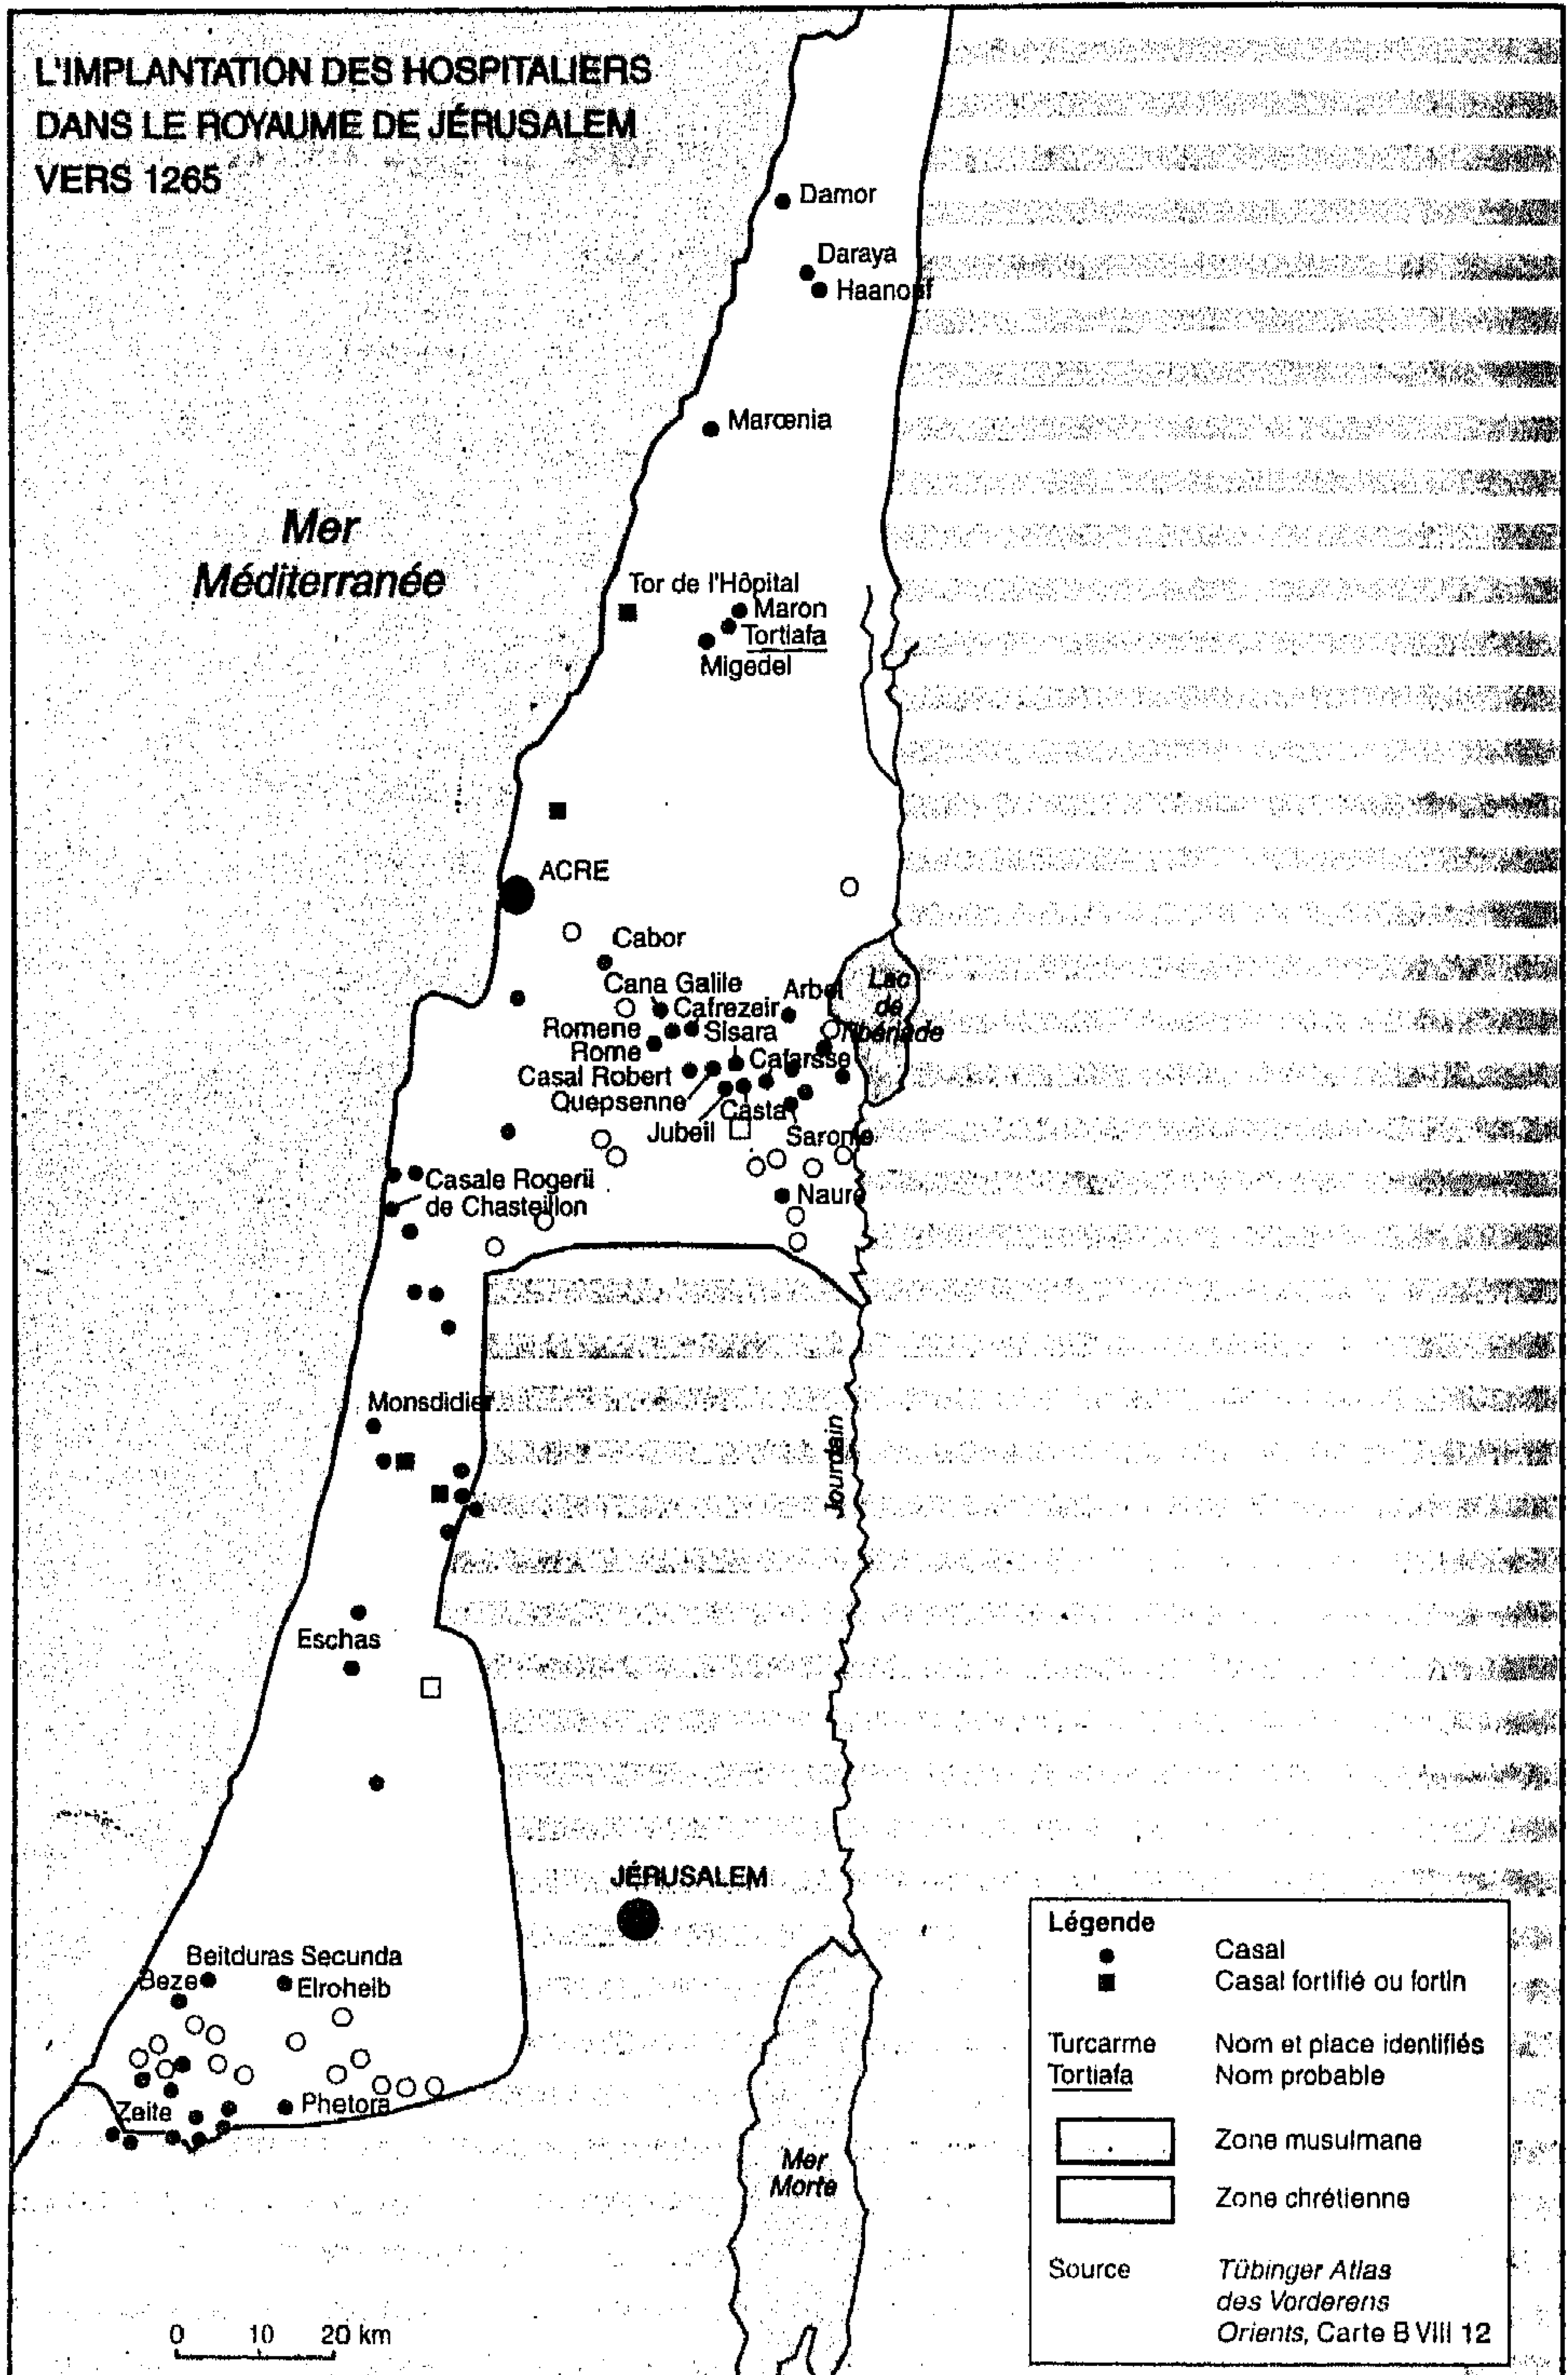 L'IMPLANTATION DES HOSPITALIERS
DANS LE ROYAUME DE JÉRUSALEM
VERS 1265
Damor
Daraya
Haanouf
Marœnia
Mer
Méditerranée
Tor de l'Hôpital
Maron
Tortiafa
Migedel
ACRE
Cabor
Cana Galile
Arbel
Lac
de
Tibériade
Cafrezeir
Romene
Sisara
Rome
Cafarsse
Casal Robert
Quepsenne
Casta
Jubeil
Sarone
Casale Rogerii
de Chasteillon
Naure
Monsdidier
Jourdain
Eschas
JÉRUSALEM
Beitduras Secunda
Beze
Elroheib
Zeite
Phetora
Mer
Morte
0 10 20 km
Légende
Casal
Casal fortifié ou fortin
Turcarme Nom et place identifiés
Tortiafa Nom probable
Zone musulmane
Zone chrétienne
Source Tübinger Atlas
des Vorderens
Orients, Carte B VIII 12